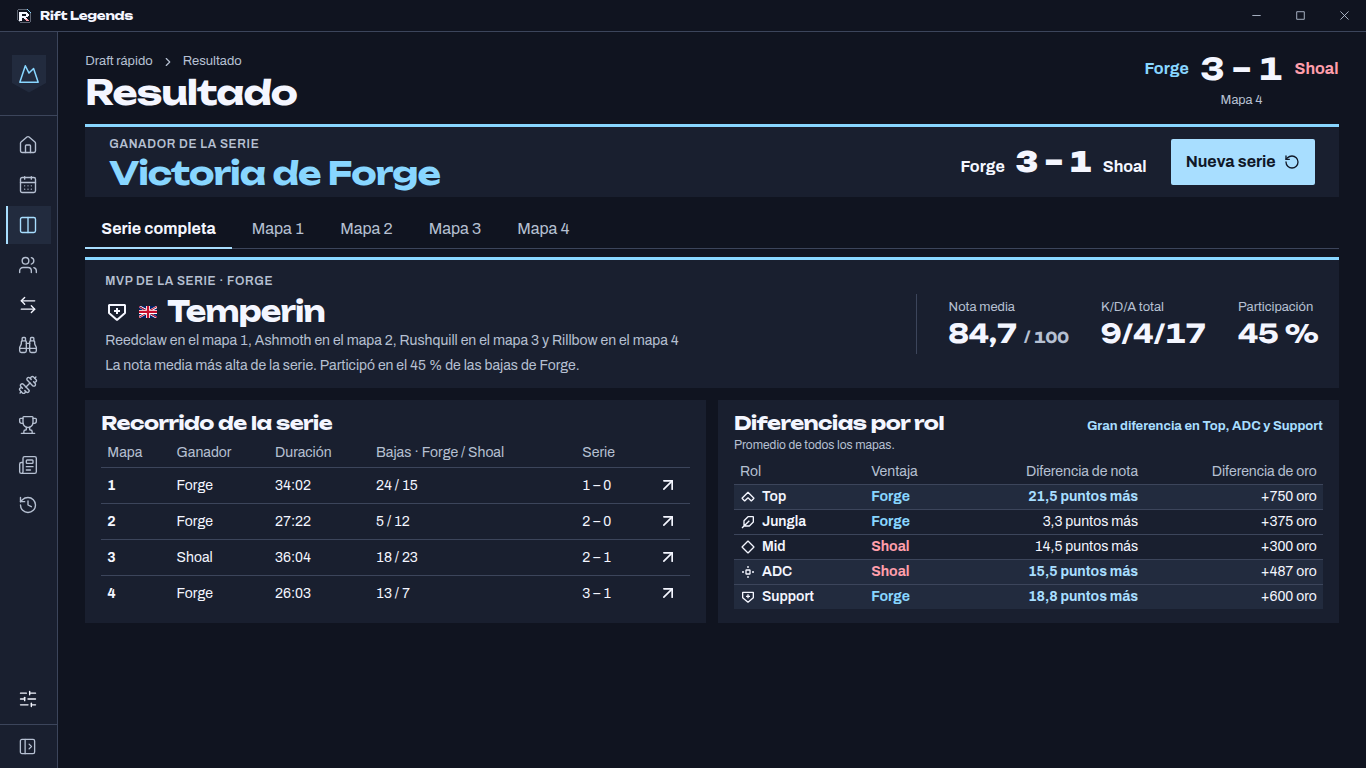 Rift Legends
Draft rápido > Resultado
Resultado
Forge 3 – 1 Shoal
Mapa 4
GANADOR DE LA SERIE
Victoria de Forge
Forge 3 – 1 Shoal
Nueva serie
Serie completa Mapa 1 Mapa 2 Mapa 3 Mapa 4
MVP DE LA SERIE · FORGE
Temperin
Reedclaw en el mapa 1, Ashmoth en el mapa 2, Rushquill en el mapa 3 y Rillbow en el mapa 4
La nota media más alta de la serie. Participó en el 45 % de las bajas de Forge.
Nota media K/D/A total Participación
84,7 / 100 9/4/17 45 %
Recorrido de la serie
Mapa Ganador Duración Bajas · Forge / Shoal Serie
1 Forge 34:02 24 / 15 1 – 0
2 Forge 27:22 5 / 12 2 – 0
3 Shoal 36:04 18 / 23 2 – 1
4 Forge 26:03 13 / 7 3 – 1
Diferencias por rol
Gran diferencia en Top, ADC y Support
Promedio de todos los mapas.
Rol Ventaja Diferencia de nota Diferencia de oro
Top Forge 21,5 puntos más +750 oro
Jungla Forge 3,3 puntos más +375 oro
Mid Shoal 14,5 puntos más +300 oro
ADC Shoal 15,5 puntos más +487 oro
Support Forge 18,8 puntos más +600 oro